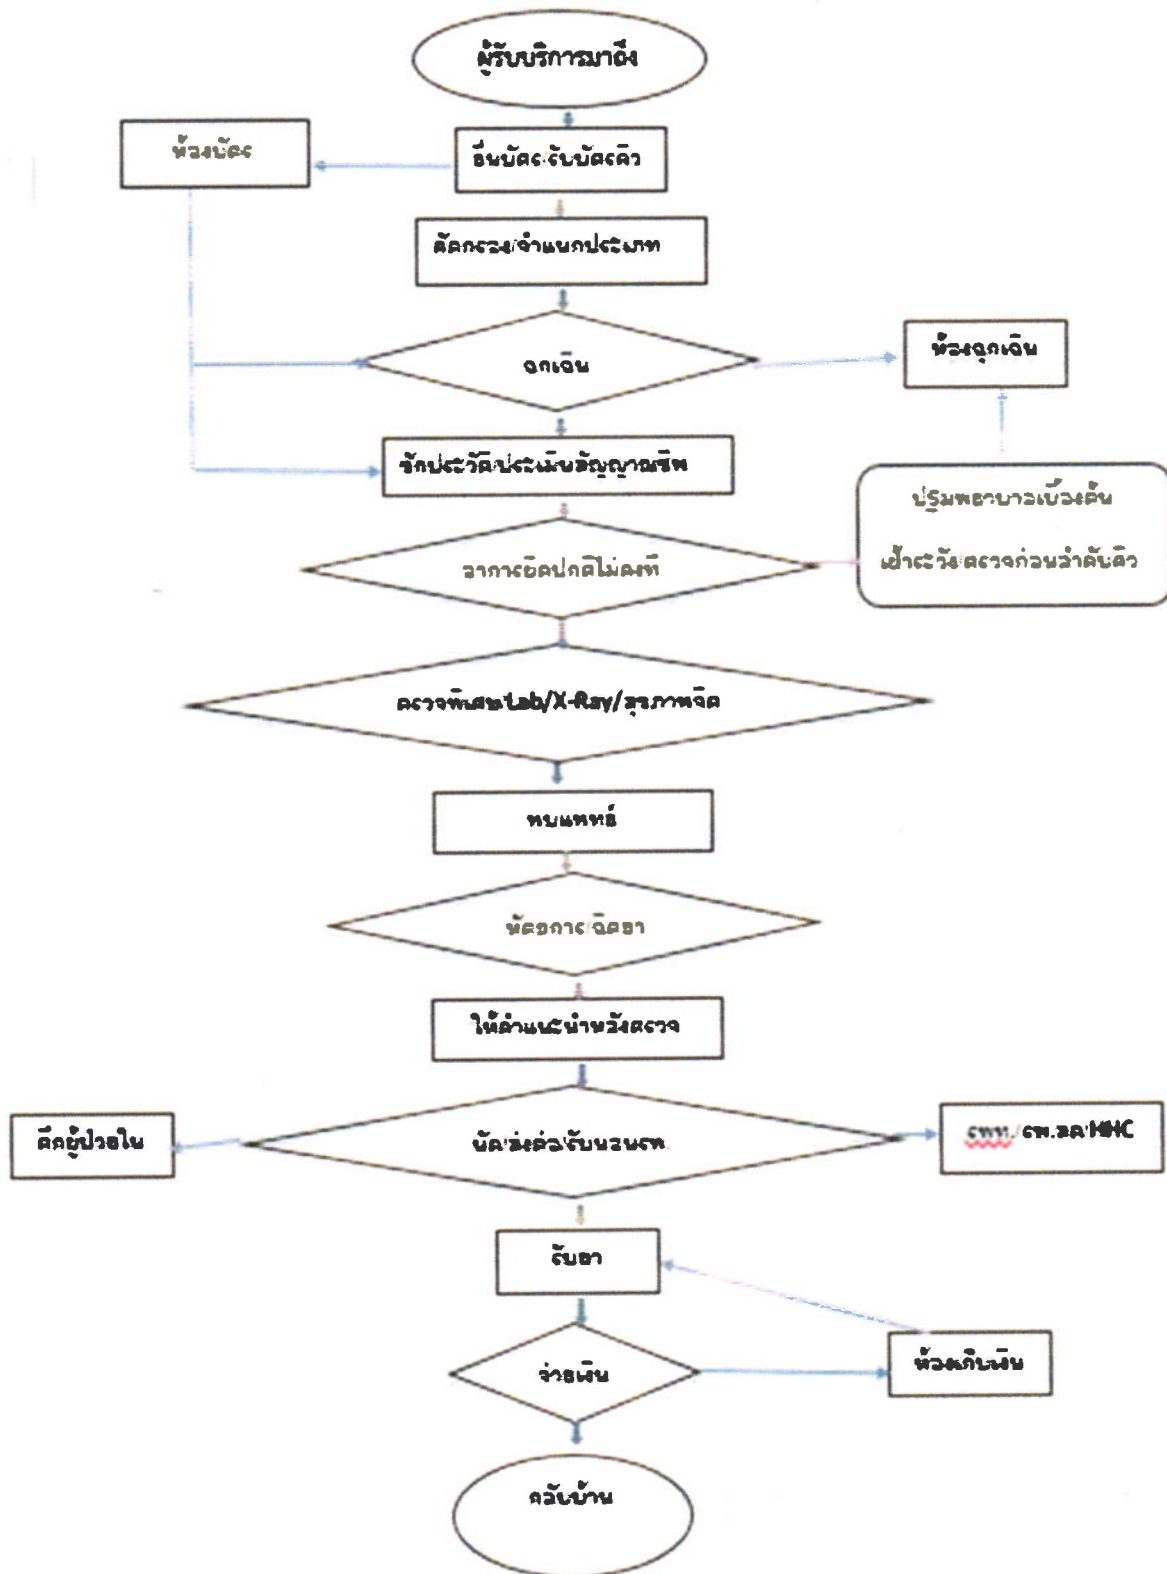 ผู้รับบริการมาถึง
ห้องบัตร
ยื่นบัตร/รับบัตรคิว
คัดกรอง/จำแนกประเภท
ฉุกเฉิน
ห้องฉุกเฉิน
ซักประวัติ/ประเมินสัญญาณชีพ
ปฐมพยาบาลเบื้องต้น
อาการผิดปกติ/ไม่คงที่
เฝ้าระวัง/ตรวจก่อนลำดับคิว
ตรวจพิเศษ/Lab/X-Ray/สุขภาพจิต
พบแพทย์
หัตถการ/ฉีดยา
ให้คำแนะนำหลังตรวจ
ตึกผู้ป่วยใน
นัด/ส่งต่อ/รับนอนรพ.
รพท./รพ.สต/MHC
รับยา
จ่ายเงิน
ห้องเก็บเงิน
กลับบ้าน